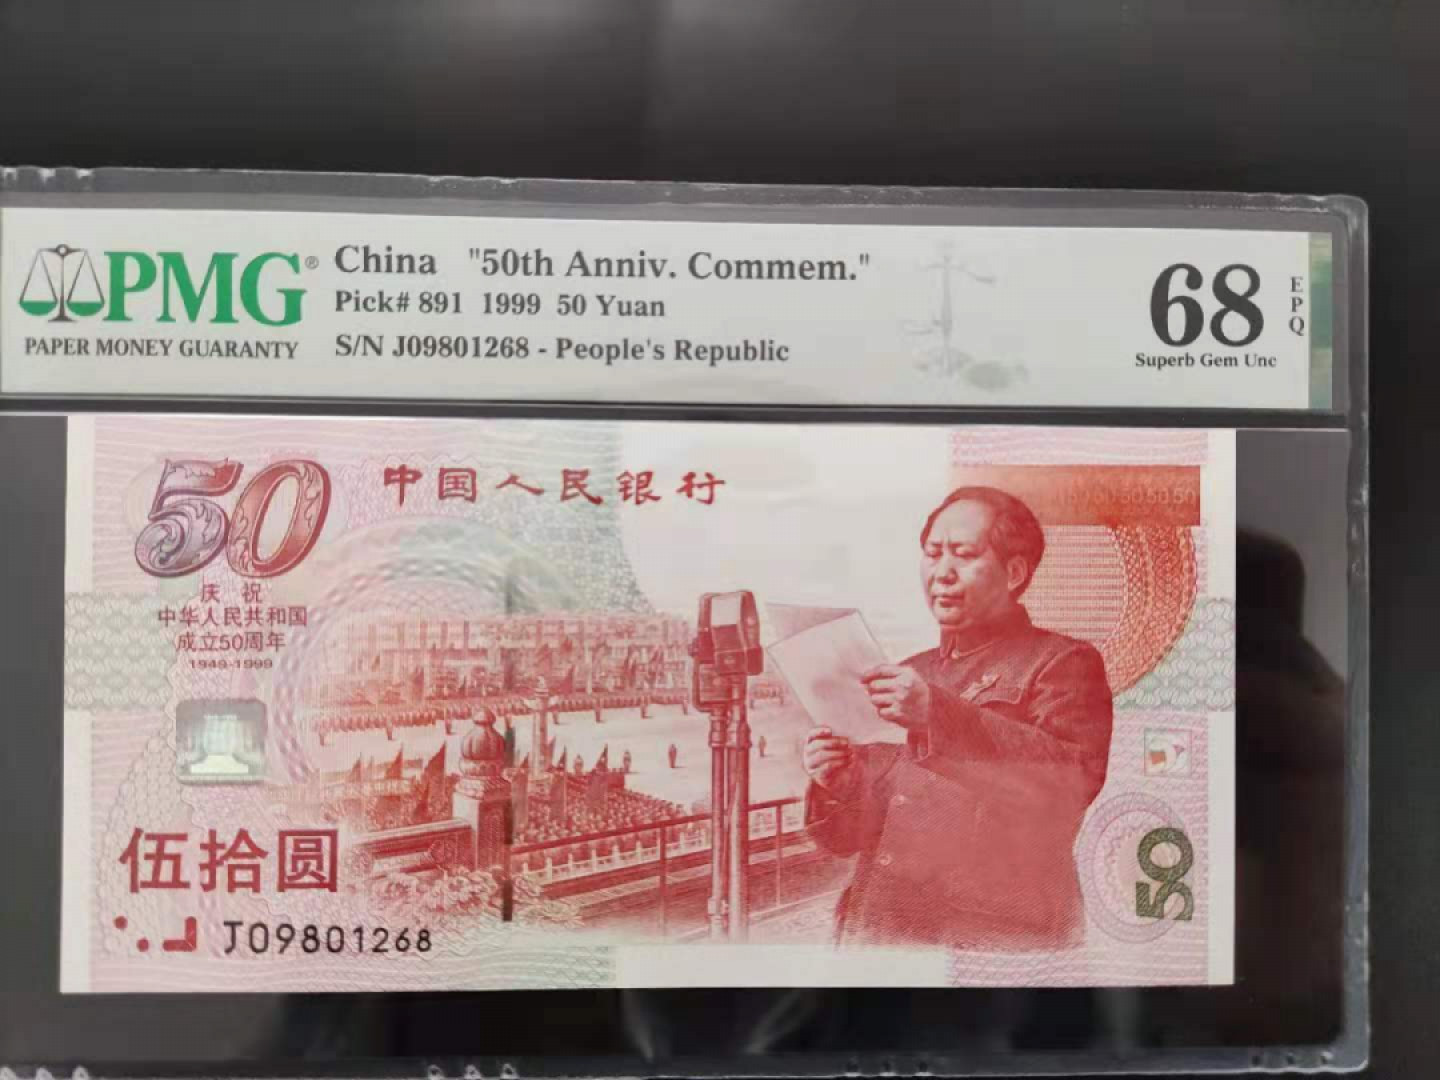 PMG®
PAPER MONEY GUARANTY
China "50th Anniv. Commem."
Pick# 891 1999 50 Yuan
S/N J09801268 - People's Republic
68
EPQ
Superb Gem Unc
50
中国人民银行
庆祝
中华人民共和国
成立50周年
1949-1999
伍拾圆
J09801268
50